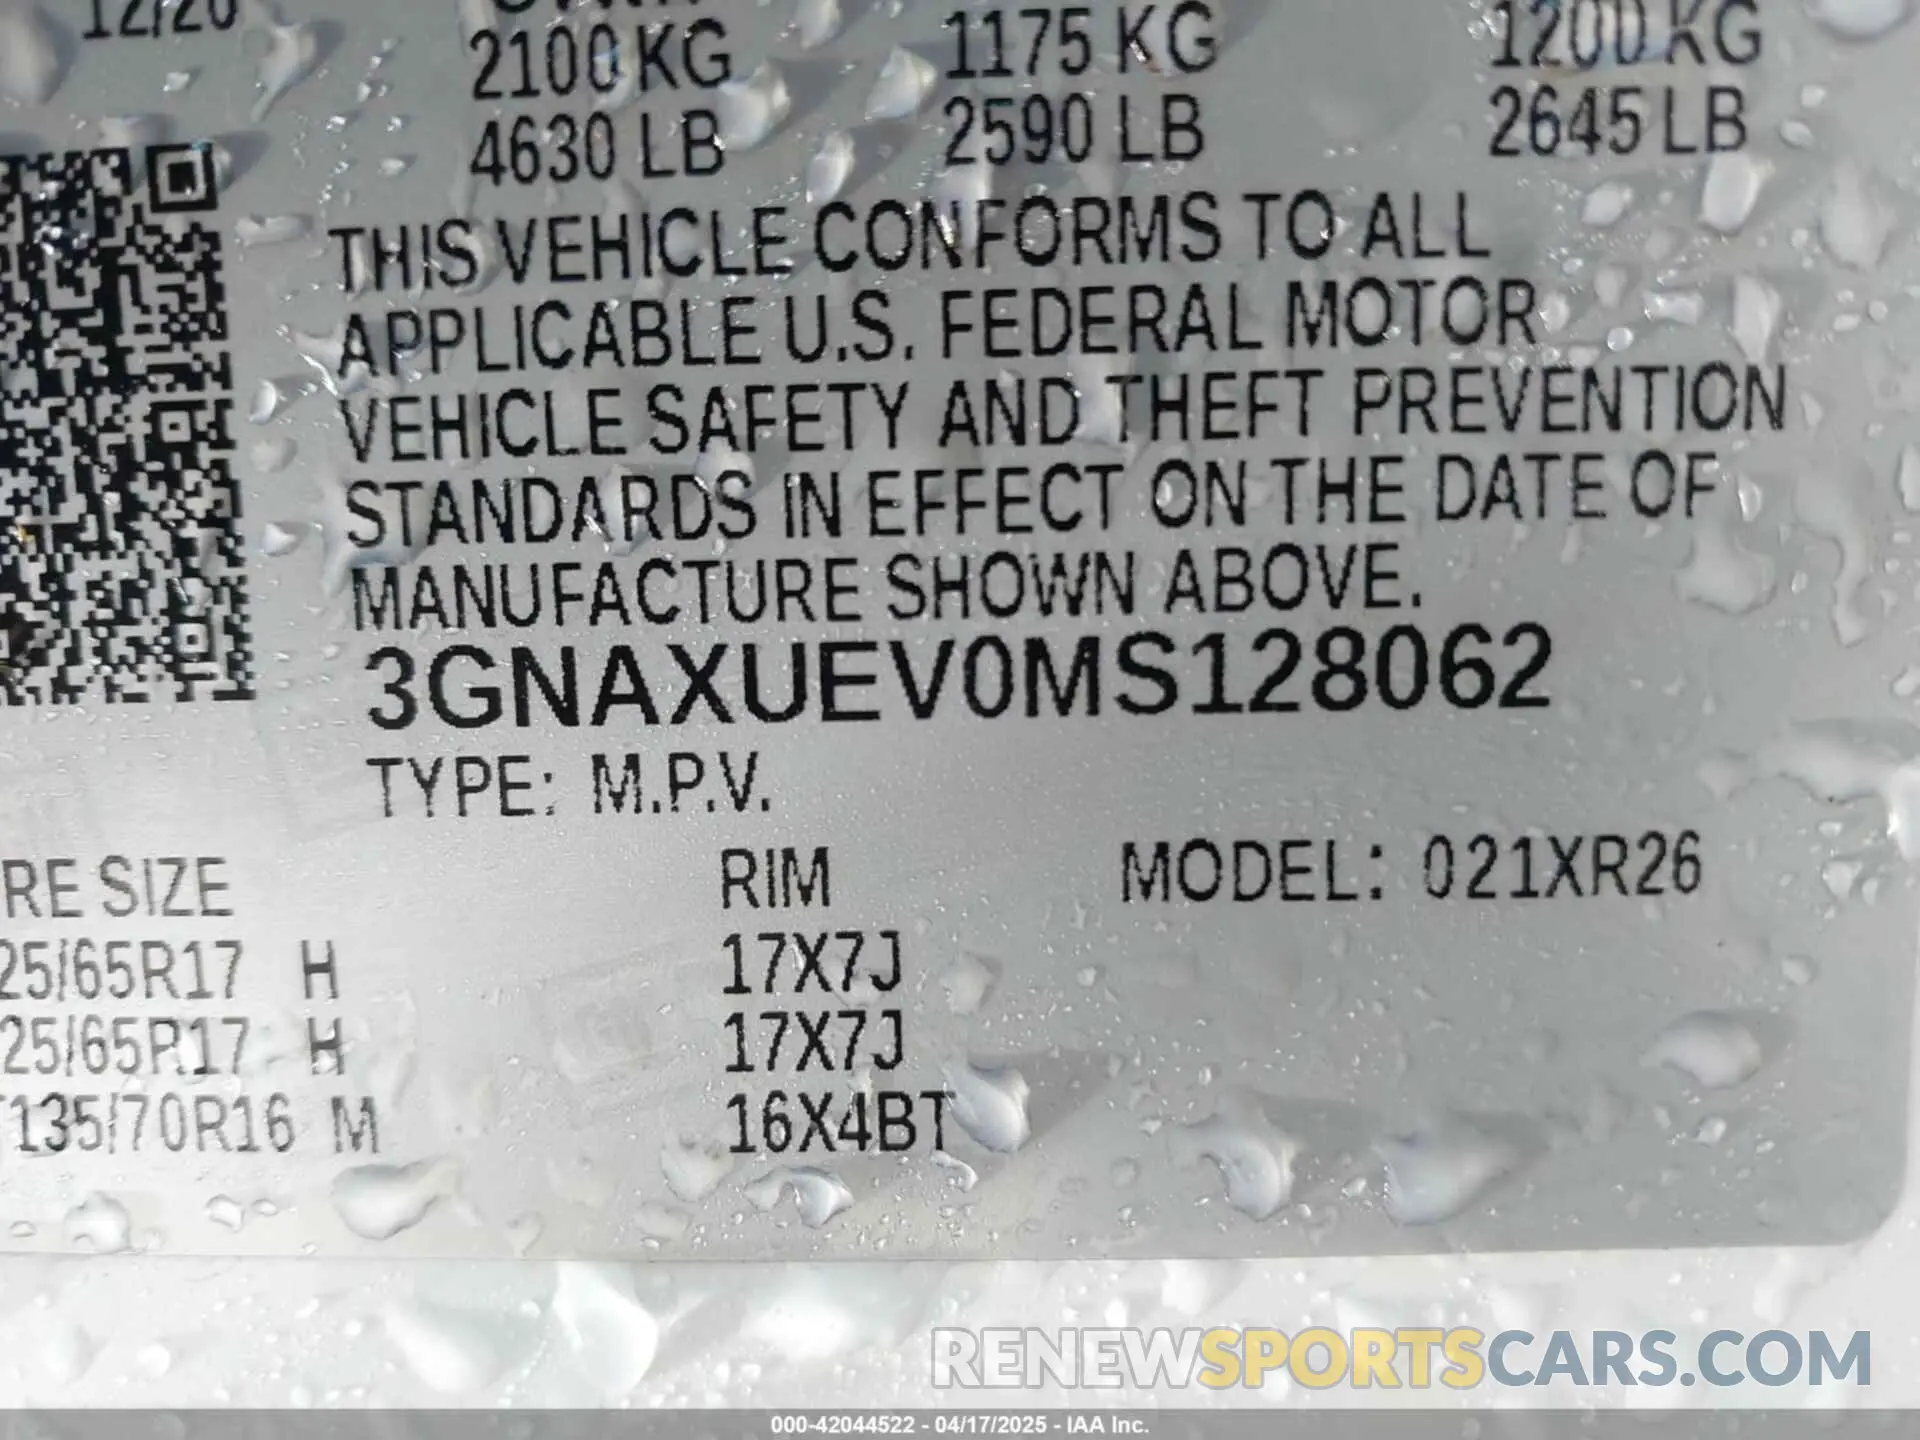 12/20
2100 KG 1175 KG 1200 KG
4630 LB 2590 LB 2645 LB
THIS VEHICLE CONFORMS TO ALL
APPLICABLE U.S. FEDERAL MOTOR
VEHICLE SAFETY AND THEFT PREVENTION
STANDARDS IN EFFECT ON THE DATE OF
MANUFACTURE SHOWN ABOVE.
3GNAXUEV0MS128062
TYPE: M.P.V.
RE SIZE RIM MODEL: 021XR26
25/65R17 H 17X7J
25/65R17 H 17X7J
T135/70R16 M 16X4BT
RENEWSPORTSCARS.COM
000-42044522 - 04/17/2025 - IAA Inc.